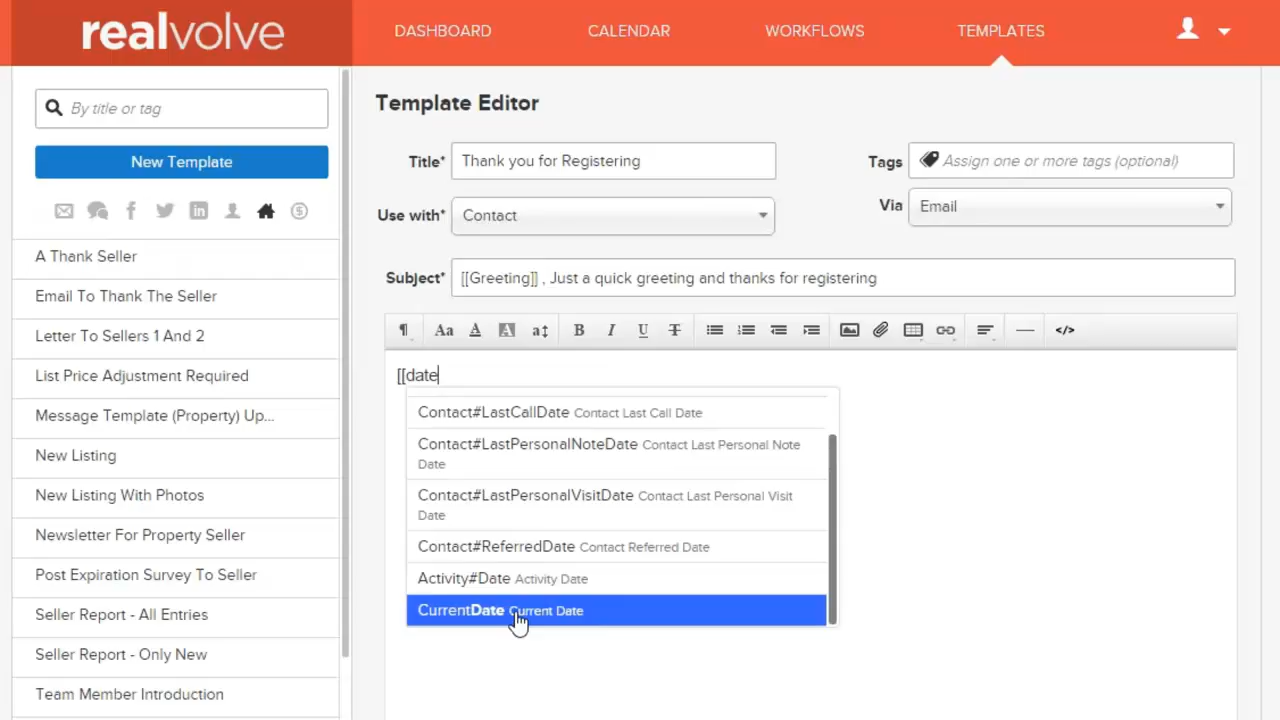 realvolve
DASHBOARD
CALENDAR
WORKFLOWS
TEMPLATES
By title or tag
New Template
A Thank Seller
Email To Thank The Seller
Letter To Sellers 1 And 2
List Price Adjustment Required
Message Template (Property) Up...
New Listing
New Listing With Photos
Newsletter For Property Seller
Post Expiration Survey To Seller
Seller Report - All Entries
Seller Report - Only New
Team Member Introduction
Template Editor
Title* Thank you for Registering
Tags Assign one or more tags (optional)
Use with* Contact
Via Email
Subject* [[Greeting]] , Just a quick greeting and thanks for registering
[[date
Contact#LastCallDate Contact Last Call Date
Contact#LastPersonalNoteDate Contact Last Personal Note
Date
Contact#LastPersonalVisitDate Contact Last Personal Visit
Date
Contact#ReferredDate Contact Referred Date
Activity#Date Activity Date
CurrentDate Current Date